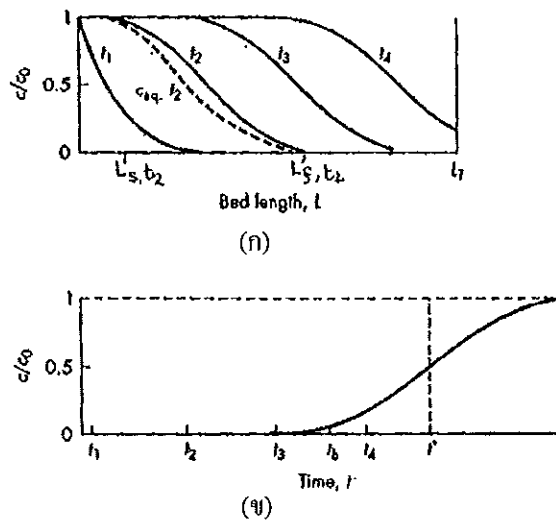 1
t₁
t₂
t₃
t₄
c/c₀
0.5
c_eq. t₂
0
L_s,t₂
L_f,t₂
L_T
Bed length, L
(ก)
1
c/c₀
0.5
0
t₁
t₂
t₃
t_b
t₄
t*
Time, t
(ข)